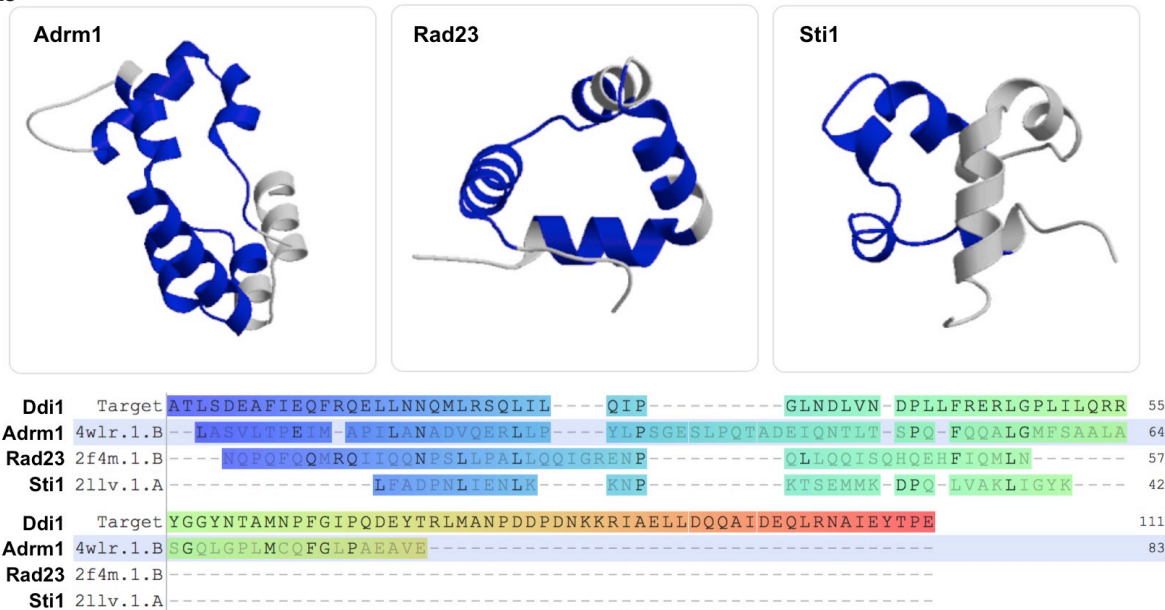 Adrm1
Rad23
Sti1
Ddi1 Target ATLSDEAFIEQFRQELLNNQMLRSQLIL----QIP----------GLNDLVN-DPLLFRERLGPLILQRR 55
Adrm1 4wlr.1.B --LASVLTPEIM-APILANADVQERLLP----YLPSGESLPQTADEIQNTLT-SPQ-FQQALGMFSAALA 64
Rad23 2f4m.1.B ----NQPQFQQMRQIIQQNPSLLPALLQQIGRENP----------QLLQQISQHQEHFIQMLN------- 57
Sti1 2llv.1.A ---------------LFADPNLIENLK-----KNP----------KTSEMMK-DPQ-LVAKLIGYK---- 42
Ddi1 Target YGGYNTAMNPFGIPQDEYTRLMANPDDPDNKKRIAELLDQQAIDEQLRNAIEYTPE 111
Adrm1 4wlr.1.B SGQLGPLMCQFGLPAEAVE------------------------------------- 83
Rad23 2f4m.1.B --------------------------------------------------------
Sti1 2llv.1.A --------------------------------------------------------